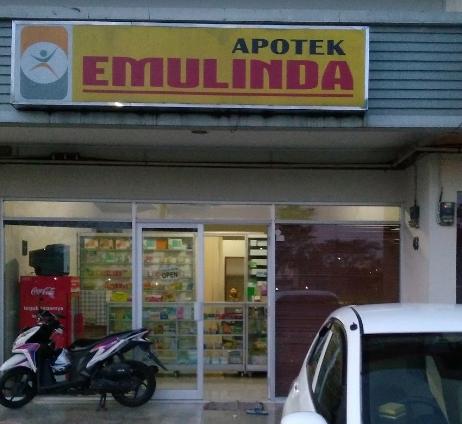 APOTEK
EMULINDA
OPEN
Coca-Cola